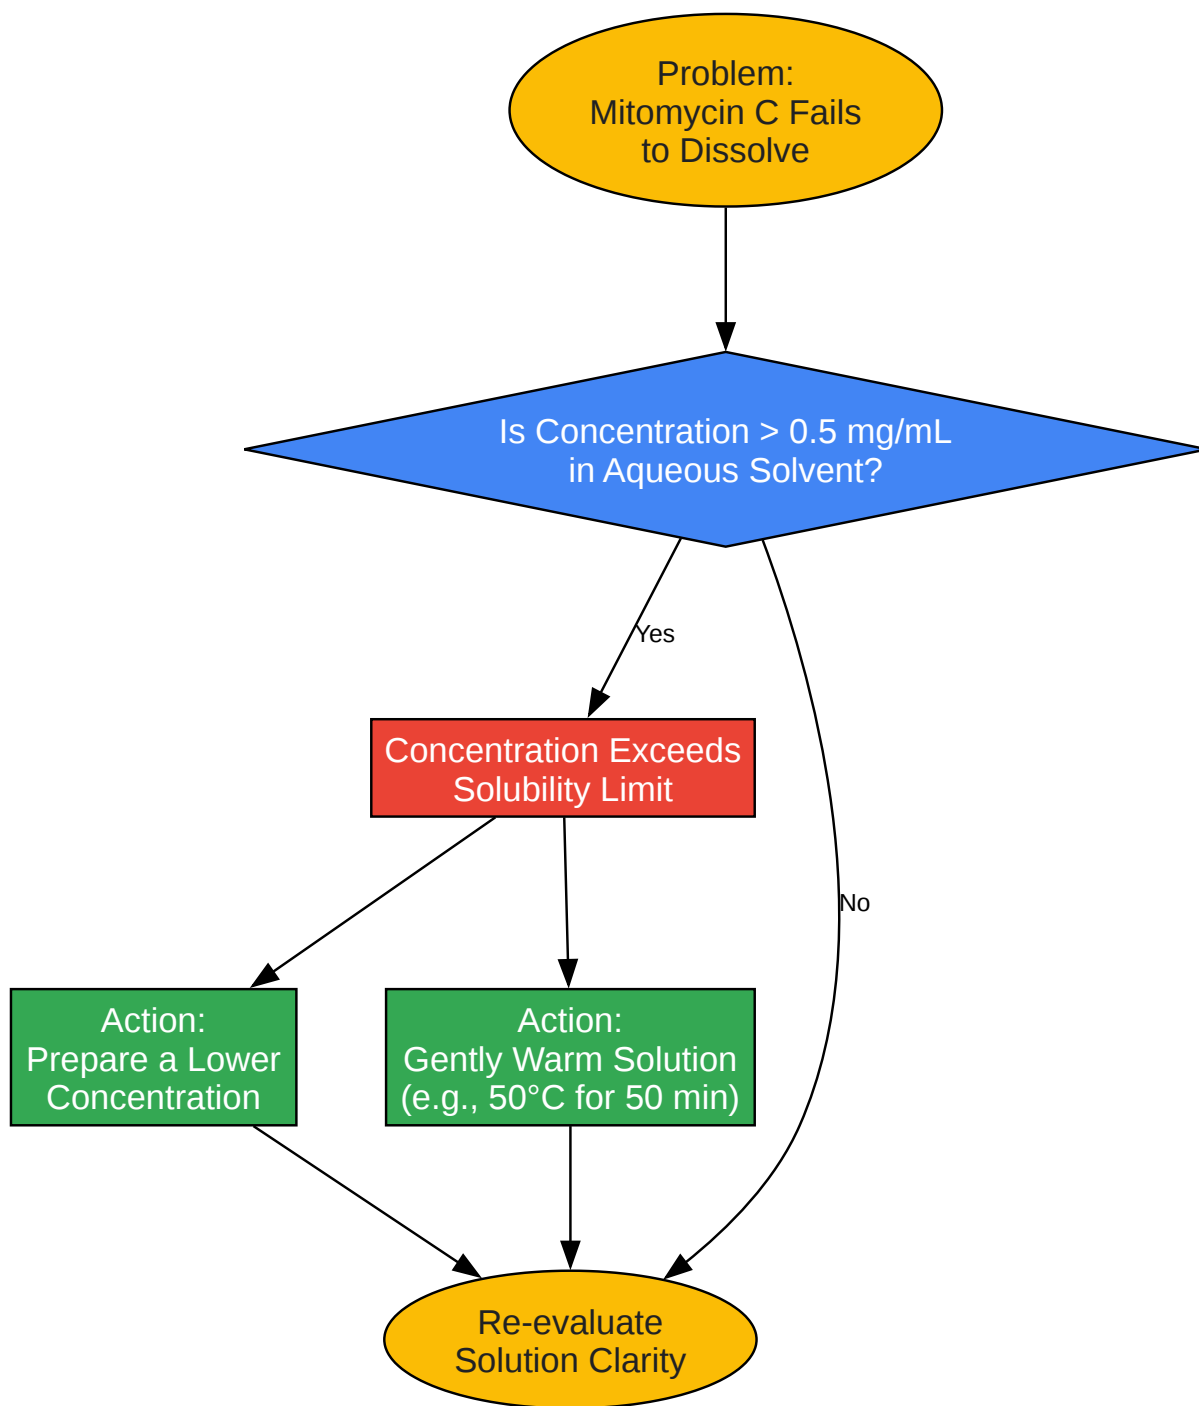 Problem:
Mitomycin C Fails
to Dissolve
Is Concentration > 0.5 mg/mL
in Aqueous Solvent?
Yes
Concentration Exceeds
Solubility Limit
No
Action:
Prepare a Lower
Concentration
Action:
Gently Warm Solution
(e.g., 50°C for 50 min)
Re-evaluate
Solution Clarity